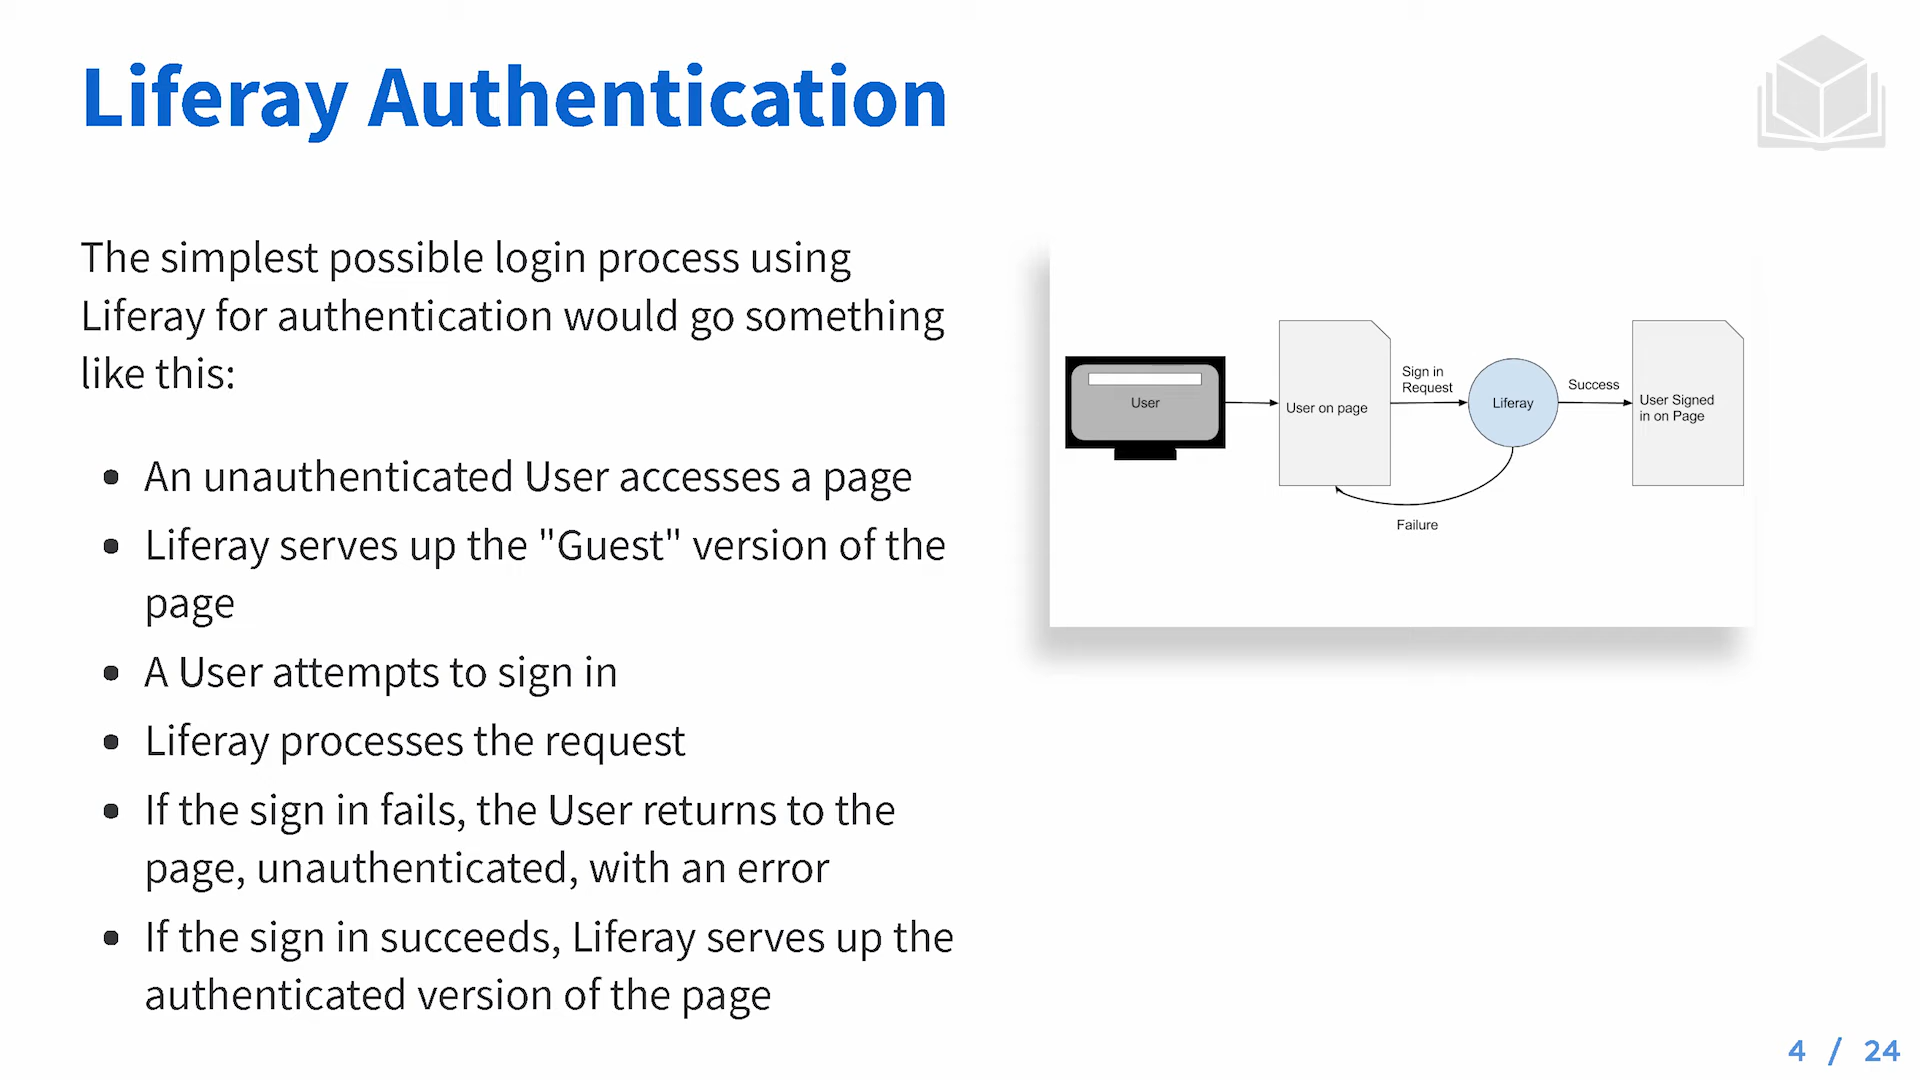 Liferay Authentication
The simplest possible login process using
Liferay for authentication would go something
like this:
• An unauthenticated User accesses a page
• Liferay serves up the "Guest" version of the
page
• A User attempts to sign in
• Liferay processes the request
• If the sign in fails, the User returns to the
page, unauthenticated, with an error
• If the sign in succeeds, Liferay serves up the
authenticated version of the page
User
User on page
Sign in
Request
Liferay
Success
User Signed
in on Page
Failure
4 / 24